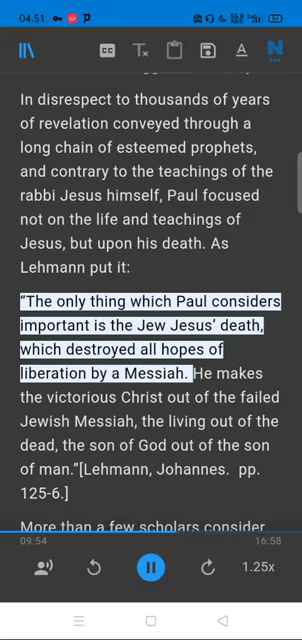 04.51
In disrespect to thousands of years
of revelation conveyed through a
long chain of esteemed prophets,
and contrary to the teachings of the
rabbi Jesus himself, Paul focused
not on the life and teachings of
Jesus, but upon his death. As
Lehmann put it:
“The only thing which Paul considers
important is the Jew Jesus’ death,
which destroyed all hopes of
liberation by a Messiah. He makes
the victorious Christ out of the failed
Jewish Messiah, the living out of the
dead, the son of God out of the son
of man.”[Lehmann, Johannes.  pp.
125-6.]
More than a few scholars consider
09:54 16:58
1.25x